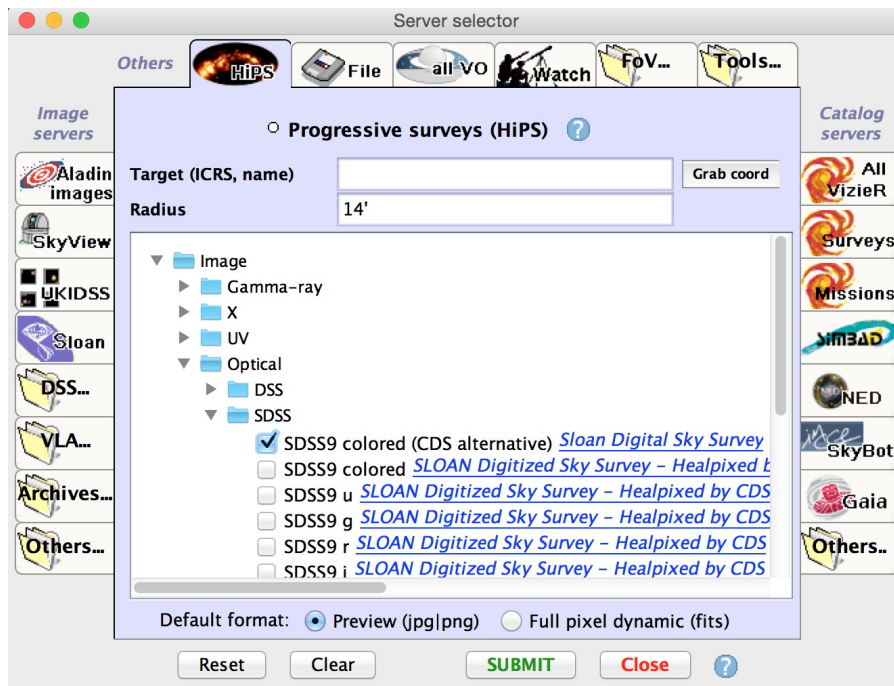 Server selector
Others
HiPS
File
all VO
Watch
FoV...
Tools...
Image
servers
Catalog
servers
Progressive surveys (HiPS) ?
Target (ICRS, name)
Grab coord
Radius
14'
Aladin
images
SkyView
UKIDSS
Sloan
DSS...
VLA...
Archives...
Others...
Image
Gamma-ray
X
UV
Optical
DSS
SDSS
SDSS9 colored (CDS alternative) Sloan Digital Sky Survey
SDSS9 colored SLOAN Digitized Sky Survey - Healpixed b
SDSS9 u SLOAN Digitized Sky Survey - Healpixed by CDS
SDSS9 g SLOAN Digitized Sky Survey - Healpixed by CDS
SDSS9 r SLOAN Digitized Sky Survey - Healpixed by CDS
SDSS9 i SLOAN Digitized Sky Survey - Healpixed by CDS
All
VizieR
Surveys
Missions
SIMBAD
NED
SkyBot
Gaia
Others..
Default format: Preview (jpg|png) Full pixel dynamic (fits)
Reset Clear SUBMIT Close ?